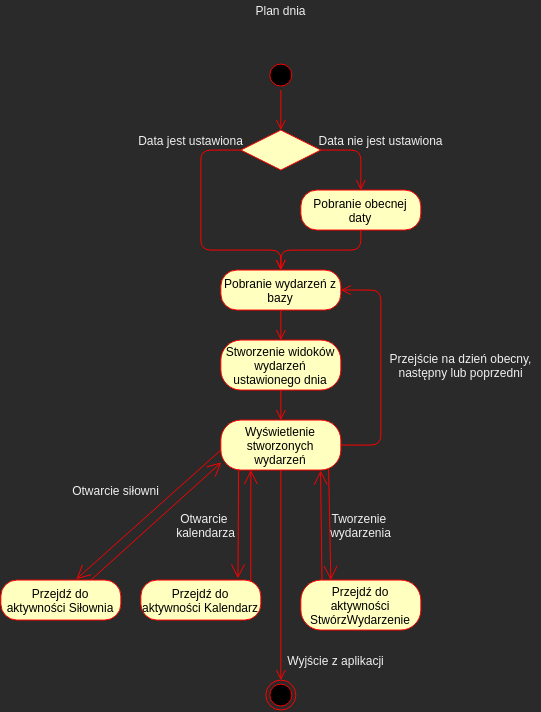 Plan dnia
Data jest ustawiona
Data nie jest ustawiona
Pobranie obecnej
daty
Pobranie wydarzeń z
bazy
Stworzenie widoków
wydarzeń
ustawionego dnia
Przejście na dzień obecny,
następny lub poprzedni
Wyświetlenie
stworzonych
wydarzeń
Otwarcie siłowni
Otwarcie
kalendarza
Tworzenie
wydarzenia
Przejdź do
aktywności Siłownia
Przejdź do
aktywności Kalendarz
Przejdź do
aktywności
StwórzWydarzenie
Wyjście z aplikacji